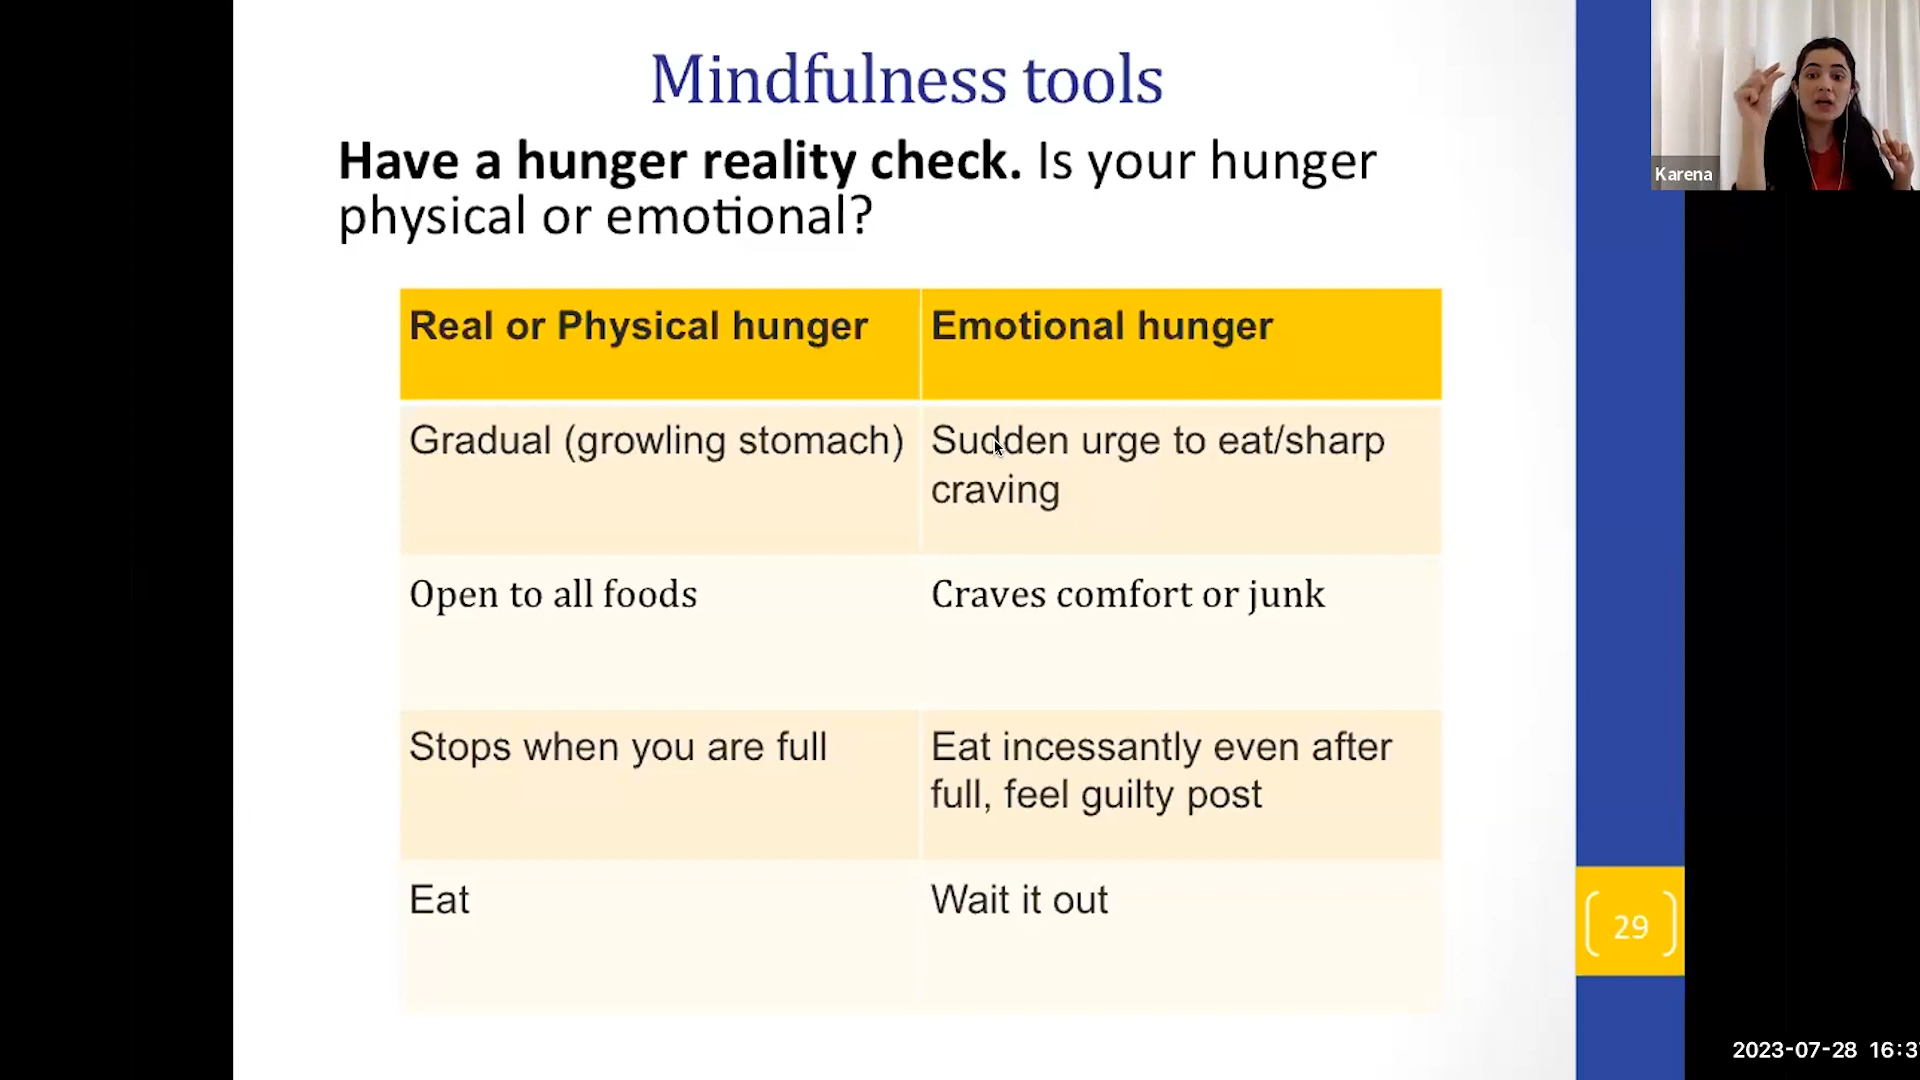 Mindfulness tools
Karena
Have a hunger reality check. Is your hunger
physical or emotional?
Real or Physical hunger
Emotional hunger
Gradual (growling stomach)
Sudden urge to eat/sharp
craving
Open to all foods
Craves comfort or junk
Stops when you are full
Eat incessantly even after
full, feel guilty post
Eat
Wait it out
29
2023-07-28